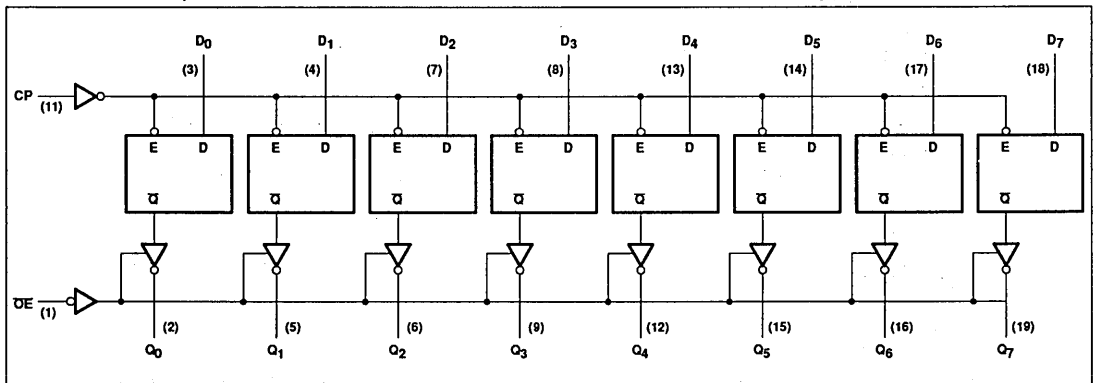 D0 D1 D2 D3 D4 D5 D6 D7
(3) (4) (7) (8) (13) (14) (17) (18)
CP
(11)
E D E D E D E D E D E D E D E D
Q̅ Q̅ Q̅ Q̅ Q̅ Q̅ Q̅ Q̅
O̅E̅
(1)
(2) (5) (6) (9) (12) (15) (16) (19)
Q0 Q1 Q2 Q3 Q4 Q5 Q6 Q7